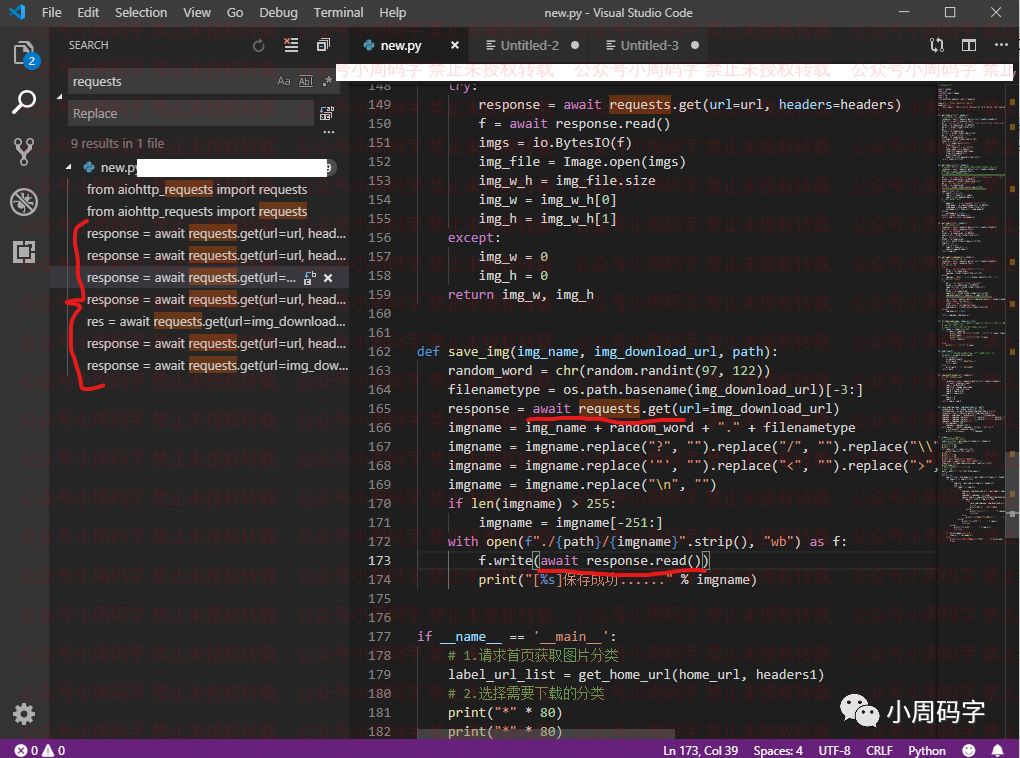 File Edit Selection View Go Debug Terminal Help new.py - Visual Studio Code
SEARCH
new.py Untitled-2 Untitled-3
2
requests Aa Abl .*
Replace
...
9 results in 1 file
new.py 9
from aiohttp_requests import requests
from aiohttp_requests import requests
response = await requests.get(url=url, head...
response = await requests.get(url=url, head...
response = await requests.get(url=...
response = await requests.get(url=url, head...
res = await requests.get(url=img_download...
response = await requests.get(url=url, head...
response = await requests.get(url=img_dow...
148 try:
149 response = await requests.get(url=url, headers=headers)
150 f = await response.read()
151 imgs = io.BytesIO(f)
152 img_file = Image.open(imgs)
153 img_w_h = img_file.size
154 img_w = img_w_h[0]
155 img_h = img_w_h[1]
156 except:
157 img_w = 0
158 img_h = 0
159 return img_w, img_h
160
161
162 def save_img(img_name, img_download_url, path):
163 random_word = chr(random.randint(97, 122))
164 filenametype = os.path.basename(img_download_url)[-3:]
165 response = await requests.get(url=img_download_url)
166 imgname = img_name + random_word + "." + filenametype
167 imgname = imgname.replace("?", "").replace("/", "").replace("\\"
168 imgname = imgname.replace('"', "").replace("<", "").replace(">",
169 imgname = imgname.replace("\n", "")
170 if len(imgname) > 255:
171 imgname = imgname[-251:]
172 with open(f"./{path}/{imgname}".strip(), "wb") as f:
173 f.write(await response.read())
174 print("[%s]保存成功......" % imgname)
175
176
177 if __name__ == '__main__':
178 # 1.请求首页获取图片分类
179 label_url_list = get_home_url(home_url, headers1)
180 # 2.选择需要下载的分类
181 print("*" * 80)
182 print("*" * 80)
公众号小周码字 禁止未授权转载
小周码字
0 0 Ln 173, Col 39 Spaces: 4 UTF-8 CRLF Python